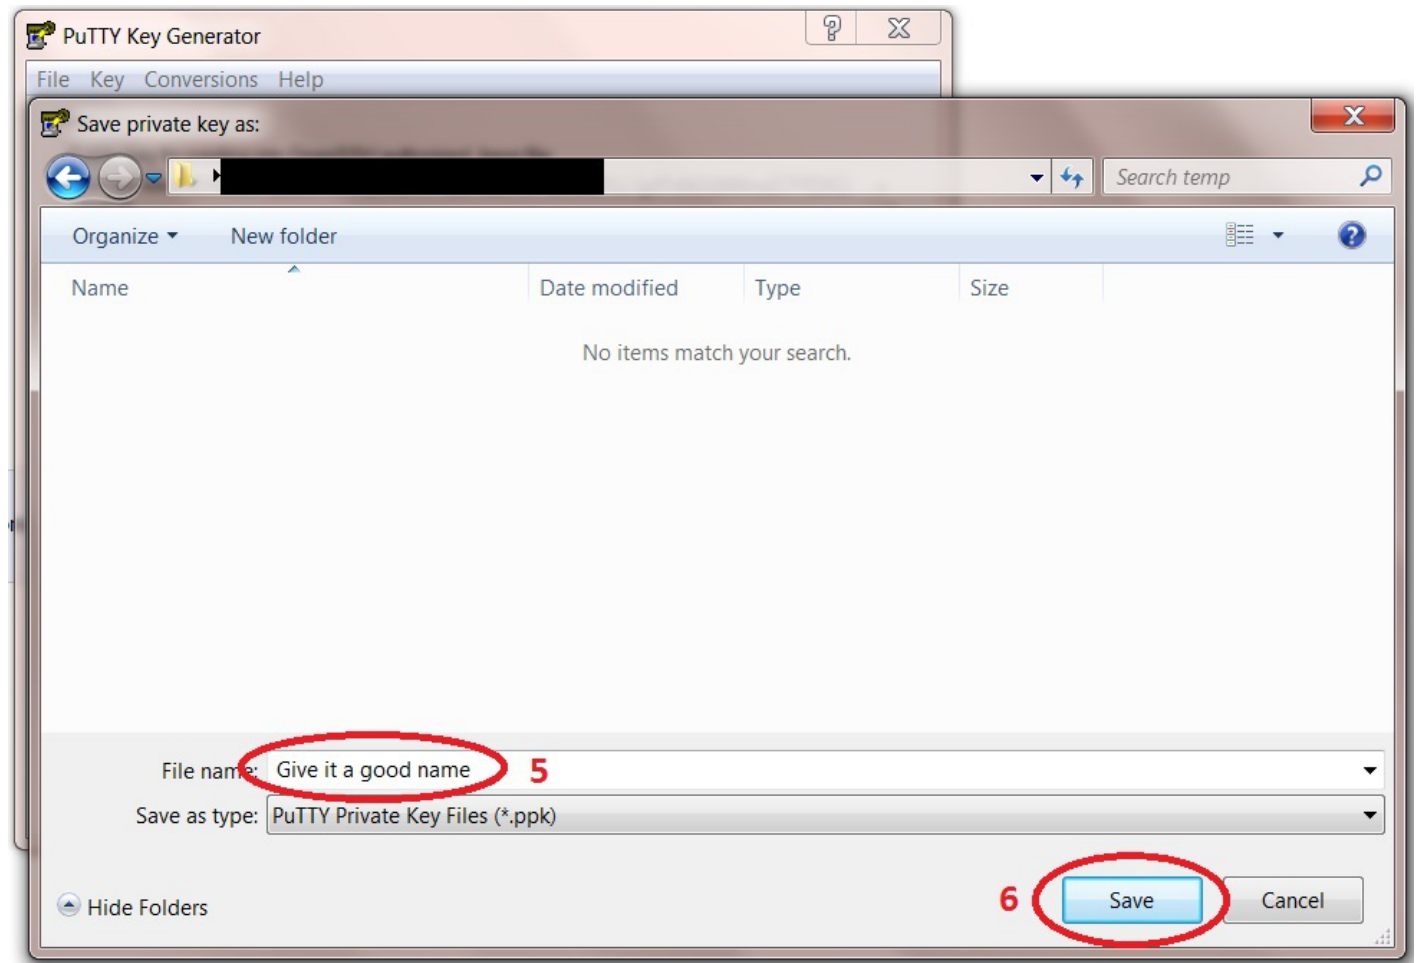 PuTTY Key Generator
File Key Conversions Help
Save private key as:
Search temp
Organize New folder
Name Date modified Type Size
No items match your search.
File name: Give it a good name 5
Save as type: PuTTY Private Key Files (*.ppk)
Hide Folders 6 Save Cancel